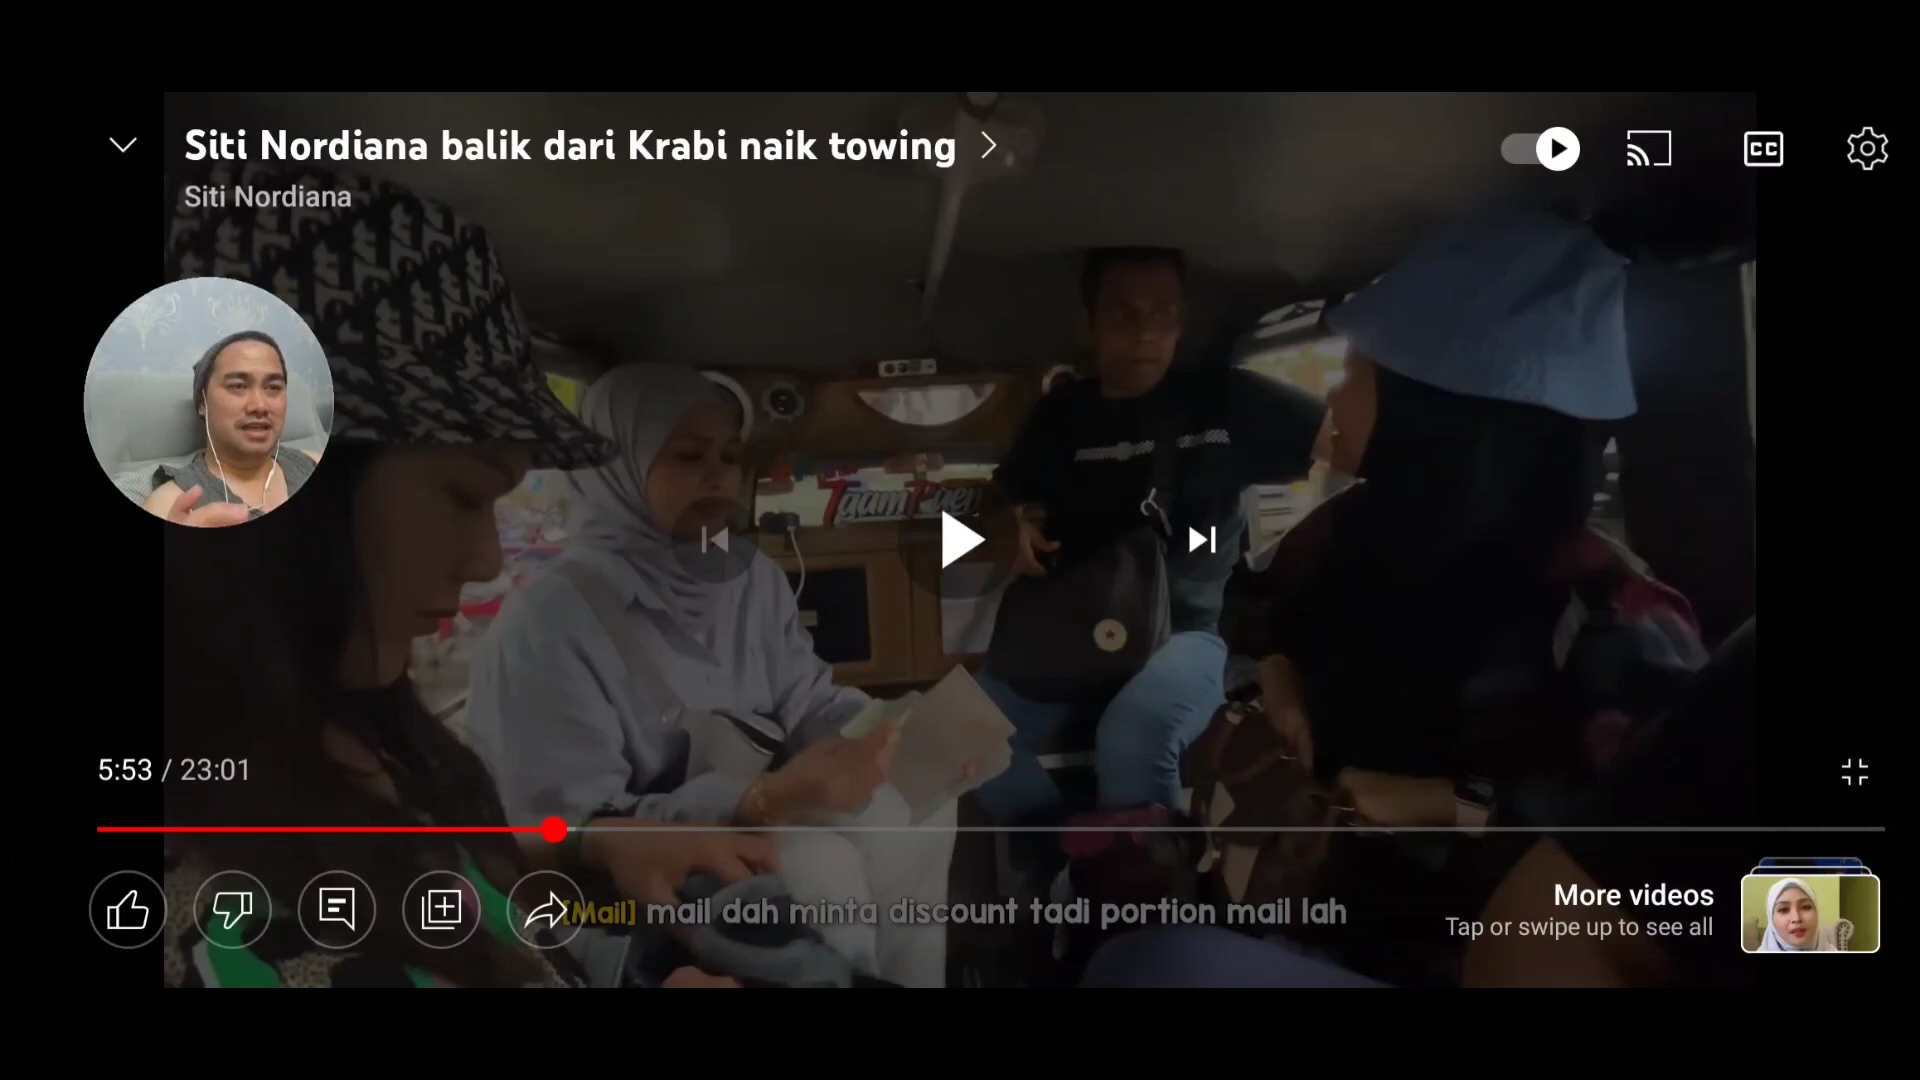 Siti Nordiana balik dari Krabi naik towing
Siti Nordiana
CC
5:53 / 23:01
[Mail] mail dah minta discount tadi portion mail lah
More videos
Tap or swipe up to see all